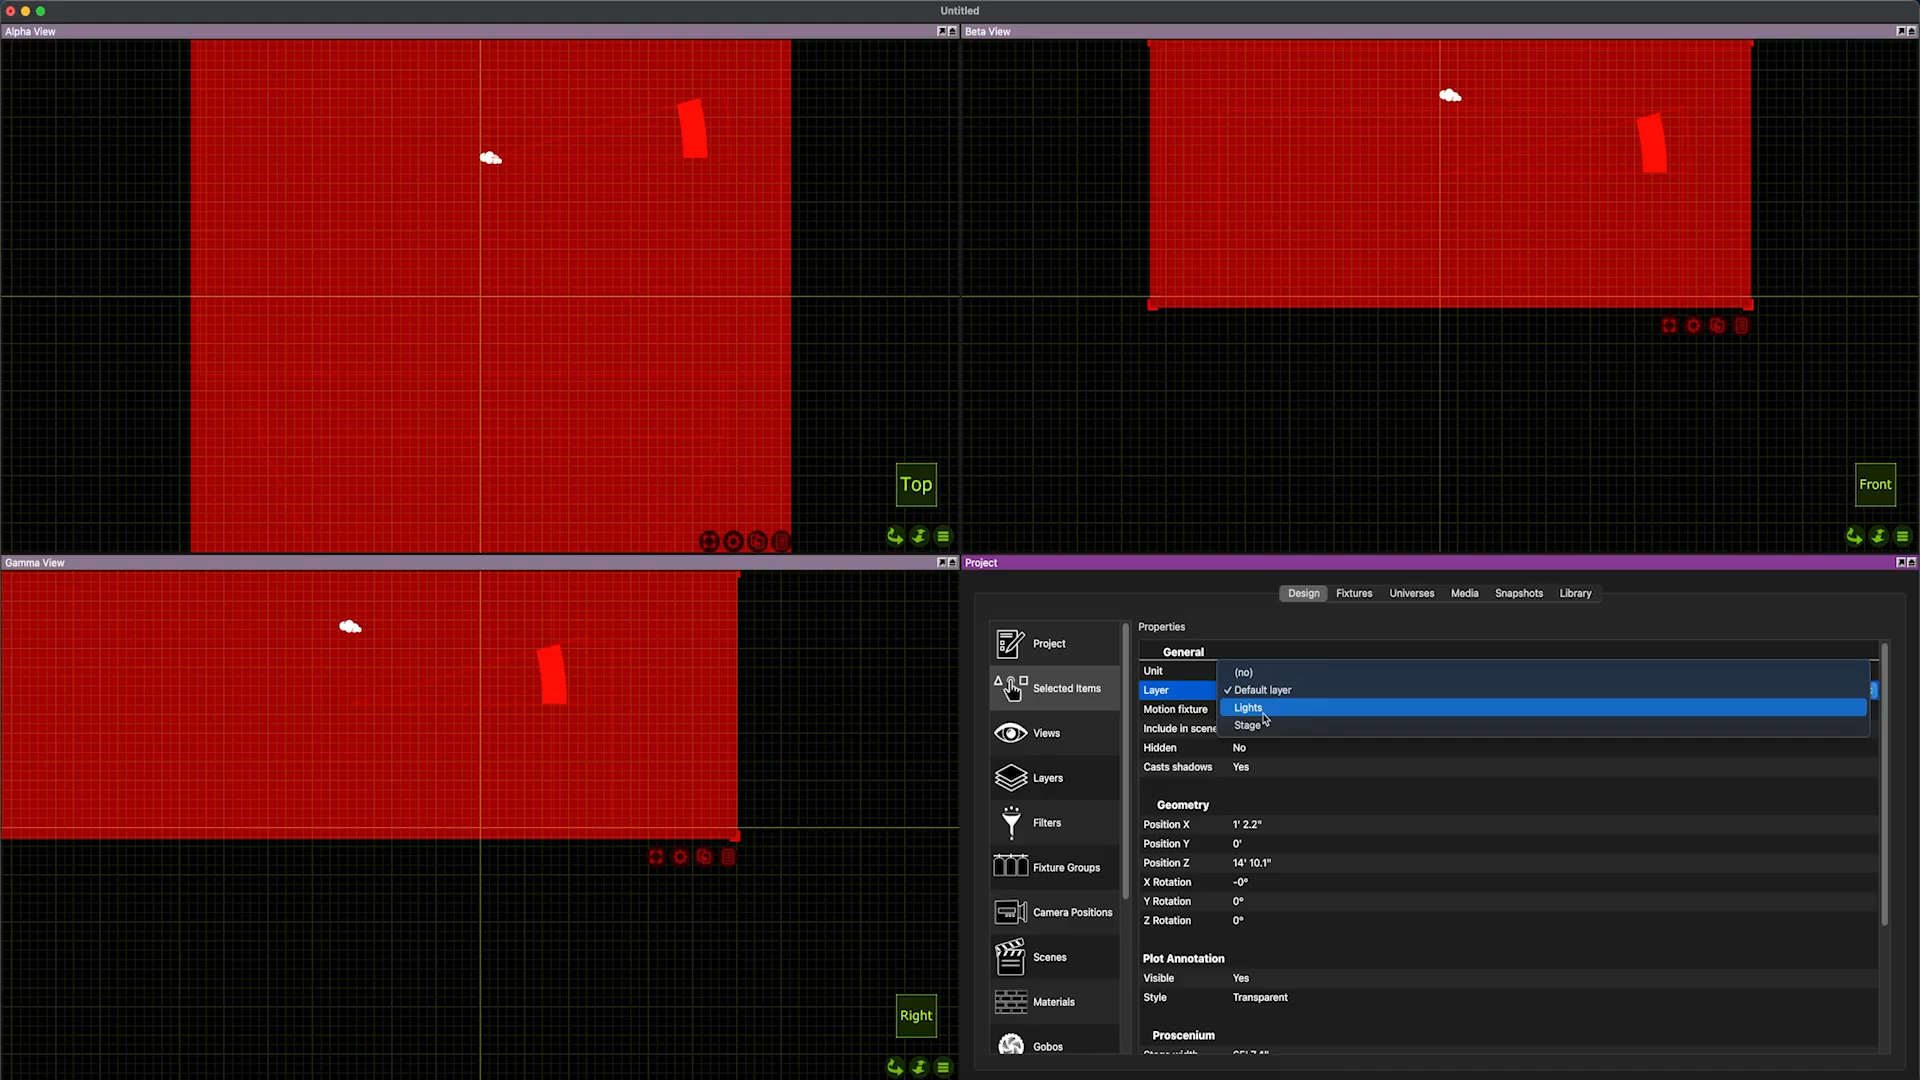 Untitled
Alpha View
Beta View
Top
Front
Gamma View
Project
Design Fixtures Universes Media Snapshots Library
Project
Selected Items
Views
Layers
Filters
Fixture Groups
Camera Positions
Scenes
Materials
Gobos
Properties
General
Unit
(no)
Layer
✓ Default layer
Motion fixture
Lights
Include in scene
Stage
Hidden No
Casts shadows Yes
Geometry
Position X 1' 2.2"
Position Y 0'
Position Z 14' 10.1"
X Rotation -0°
Y Rotation 0°
Z Rotation 0°
Plot Annotation
Visible Yes
Style Transparent
Proscenium
Stage width
Right